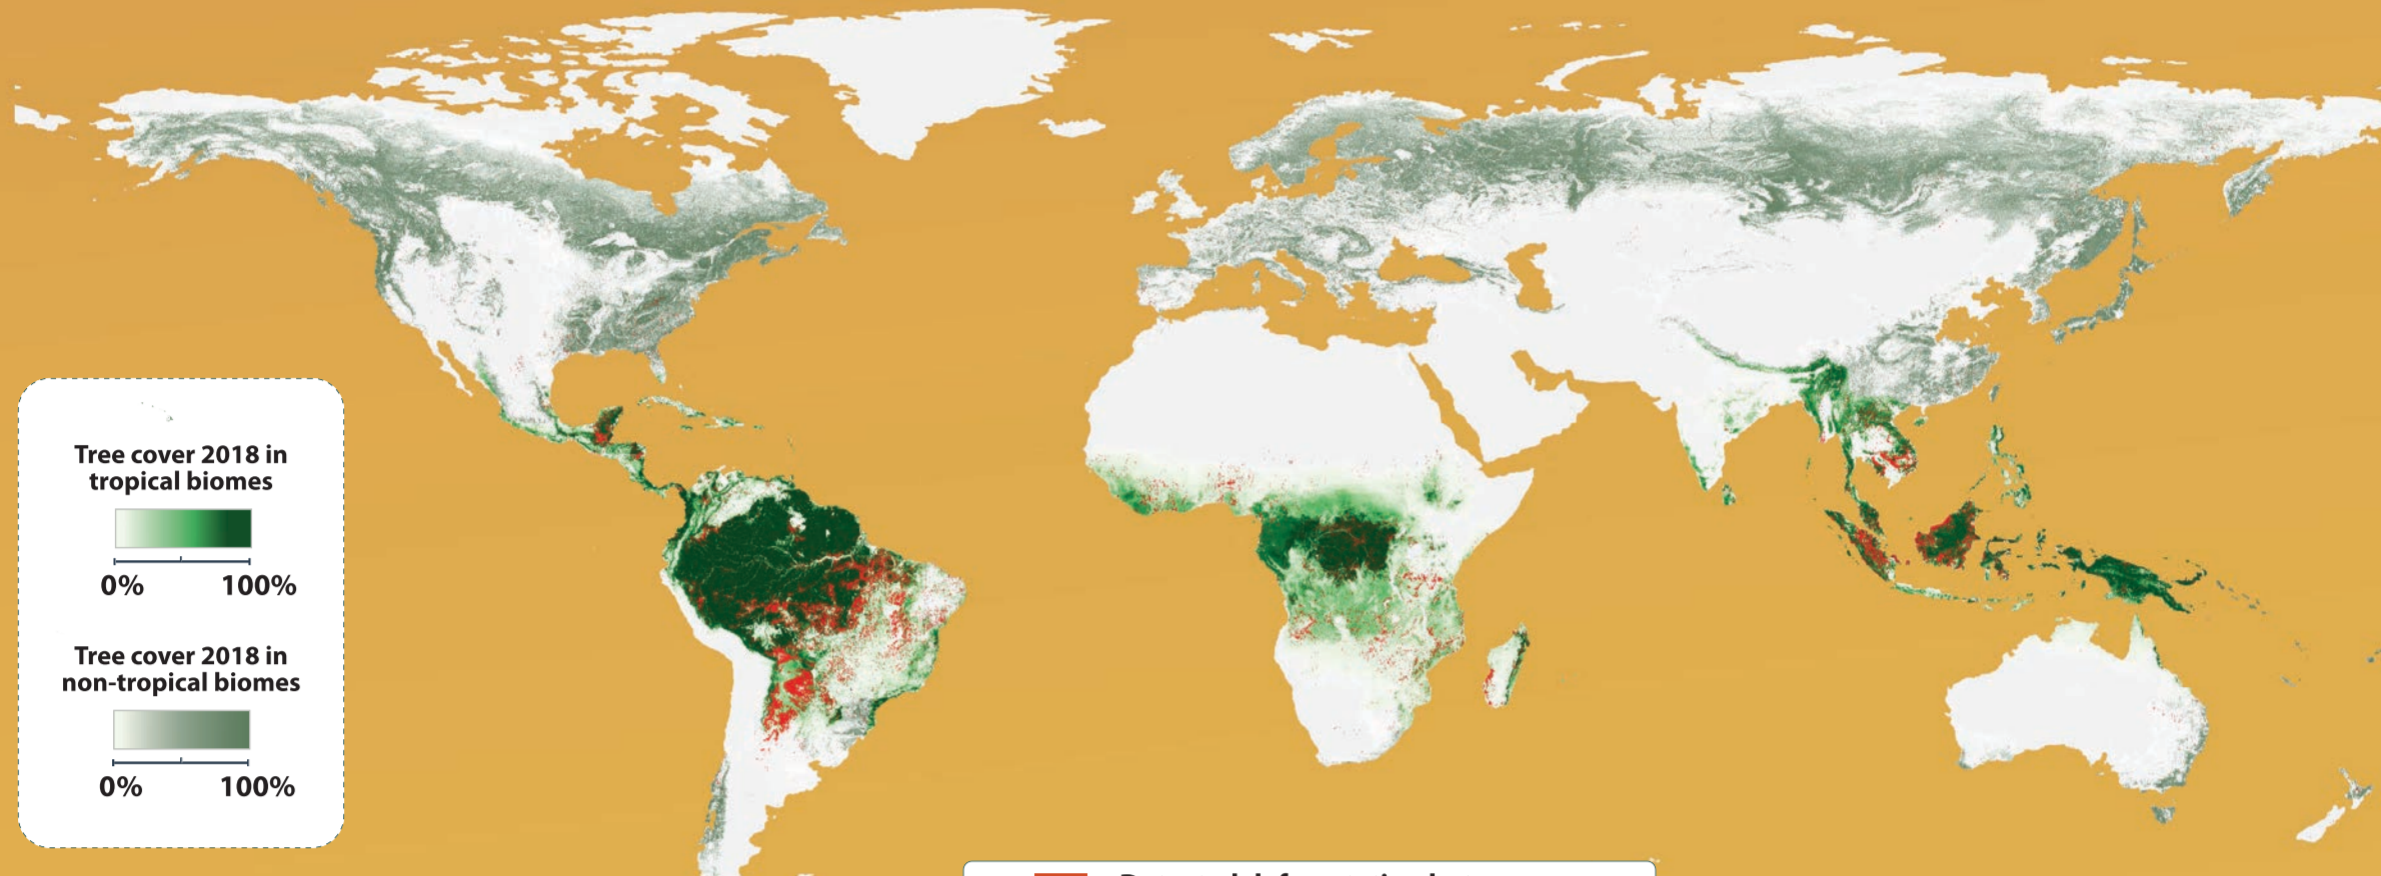 Tree cover 2018 in
tropical biomes
0% 100%
Tree cover 2018 in
non-tropical biomes
0% 100%